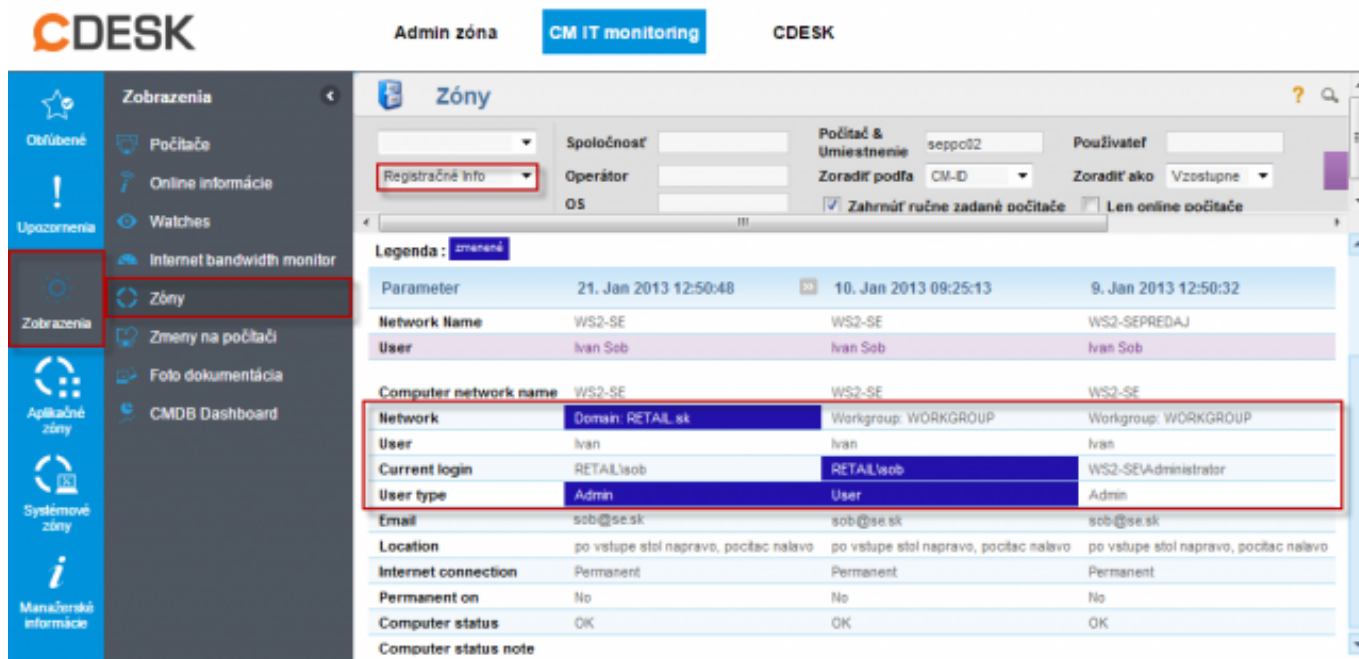 CDESK
Admin zóna CM IT monitoring CDESK
Obľúbené
Upozornenia
Zobrazenia
Aplikačné zóny
Systémové zóny
Manažérské informácie
Zobrazenia
Počítače
Online informácie
Watches
Internet bandwidth monitor
Zóny
Zmeny na počítači
Foto dokumentácia
CMDB Dashboard
Zóny ?
Spoločnosť Počítač & Umiestnenie seppc02 Používateľ
Registračné Info Operátor Zoradiť podľa CM-ID Zoradiť ako Vzostupne
OS Zahrnúť ručne zadané počítače Len online počítače
Legenda : zmenené
Parameter 21. Jan 2013 12:50:48 10. Jan 2013 09:25:13 9. Jan 2013 12:50:32
Network Name WS2-SE WS2-SE WS2-SEPREDAJ
User Ivan Sob Ivan Sob Ivan Sob
Computer network name WS2-SE WS2-SE WS2-SE
Network Domain: RETAIL.sk Workgroup: WORKGROUP Workgroup: WORKGROUP
User Ivan Ivan Ivan
Current login RETAIL\sob RETAIL\sob WS2-SE\Administrator
User type Admin User Admin
Email sob@se.sk sob@se.sk sob@se.sk
Location po vstupe stol napravo, pocitac nalavo po vstupe stol napravo, pocitac nalavo po vstupe stol napravo, pocitac nalavo
Internet connection Permanent Permanent Permanent
Permanent on No No No
Computer status OK OK OK
Computer status note